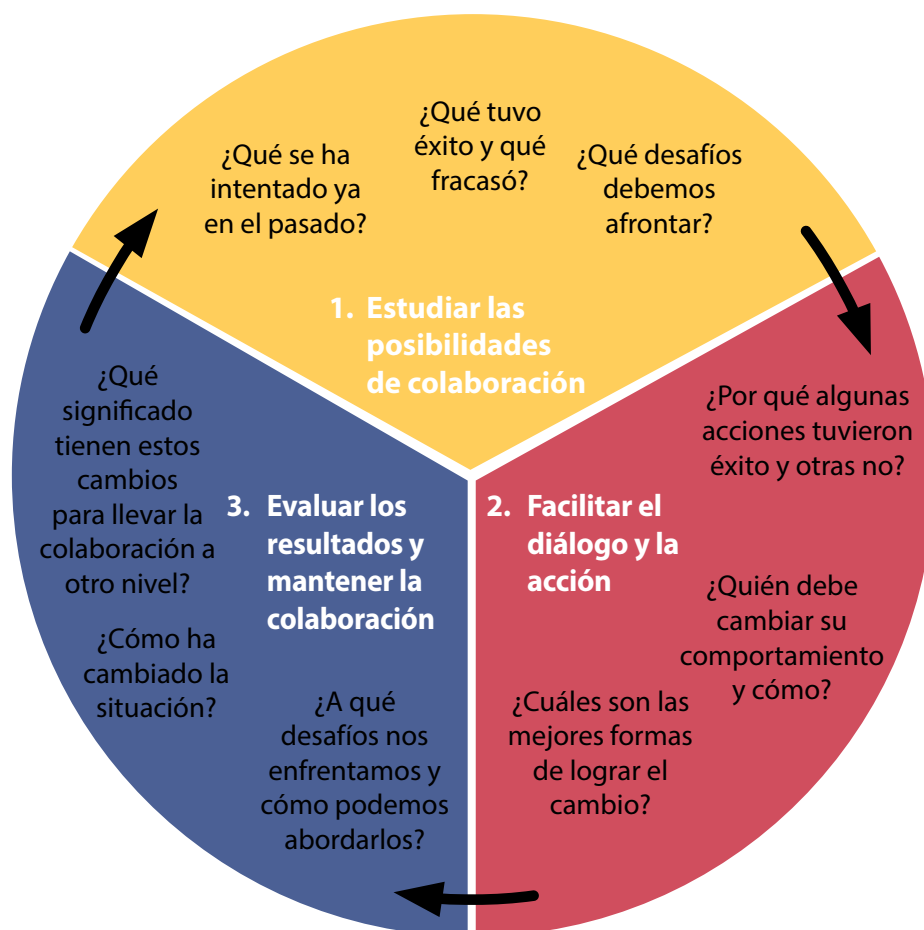 ¿Qué se ha
intentado ya
en el pasado?
¿Qué tuvo
éxito y qué
fracasó?
¿Qué desafíos
debemos
afrontar?
1. Estudiar las
posibilidades
de colaboración
¿Por qué algunas
acciones tuvieron
éxito y otras no?
2. Facilitar el
diálogo y la
acción
¿Quién debe
cambiar su
comportamiento
y cómo?
¿Cuáles son las
mejores formas
de lograr el
cambio?
3. Evaluar los
resultados y
mantener la
colaboración
¿A qué
desafíos nos
enfrentamos y
cómo podemos
abordarlos?
¿Cómo ha
cambiado la
situación?
¿Qué
significado
tienen estos
cambios
para llevar la
colaboración a
otro nivel?